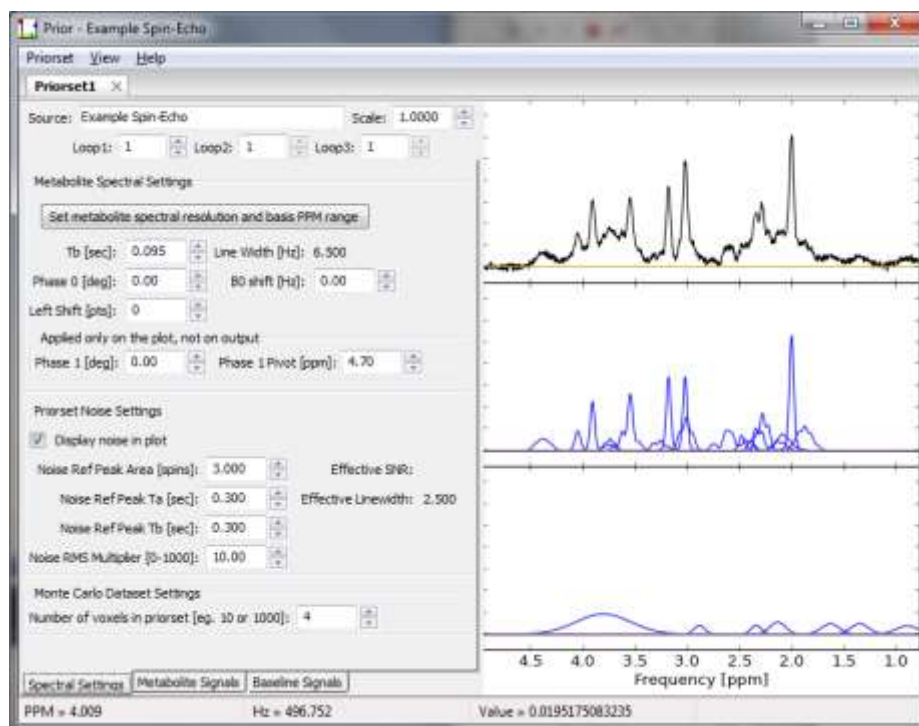 Prior - Example Spin-Echo
Priorset View Help
Priorset1 ×
Source: Example Spin-Echo Scale: 1.0000
Loop1: 1 Loop2: 1 Loop3: 1
Metabolite Spectral Settings
Set metabolite spectral resolution and basis PPM range
Tb [sec]: 0.095 Line Width [Hz]: 6.500
Phase 0 [deg]: 0.00 B0 shift [Hz]: 0.00
Left Shift [pts]: 0
Applied only on the plot, not on output
Phase 1 [deg]: 0.00 Phase 1 Pivot [ppm]: 4.70
Priorset Noise Settings
Display noise in plot
Noise Ref Peak Area [spins]: 3.000 Effective SNR:
Noise Ref Peak Ta [sec]: 0.300 Effective Linewidth: 2.500
Noise Ref Peak Tb [sec]: 0.300
Noise RMS Multiplier [0-1000]: 10.00
Monte Carlo Dataset Settings
Number of voxels in priorset [eg. 10 or 1000]: 4
4.5 4.0 3.5 3.0 2.5 2.0 1.5 1.0
Frequency [ppm]
Spectral Settings Metabolite Signals Baseline Signals
PPM = 4.009 Hz = 496.752 Value = 0.0195175083235